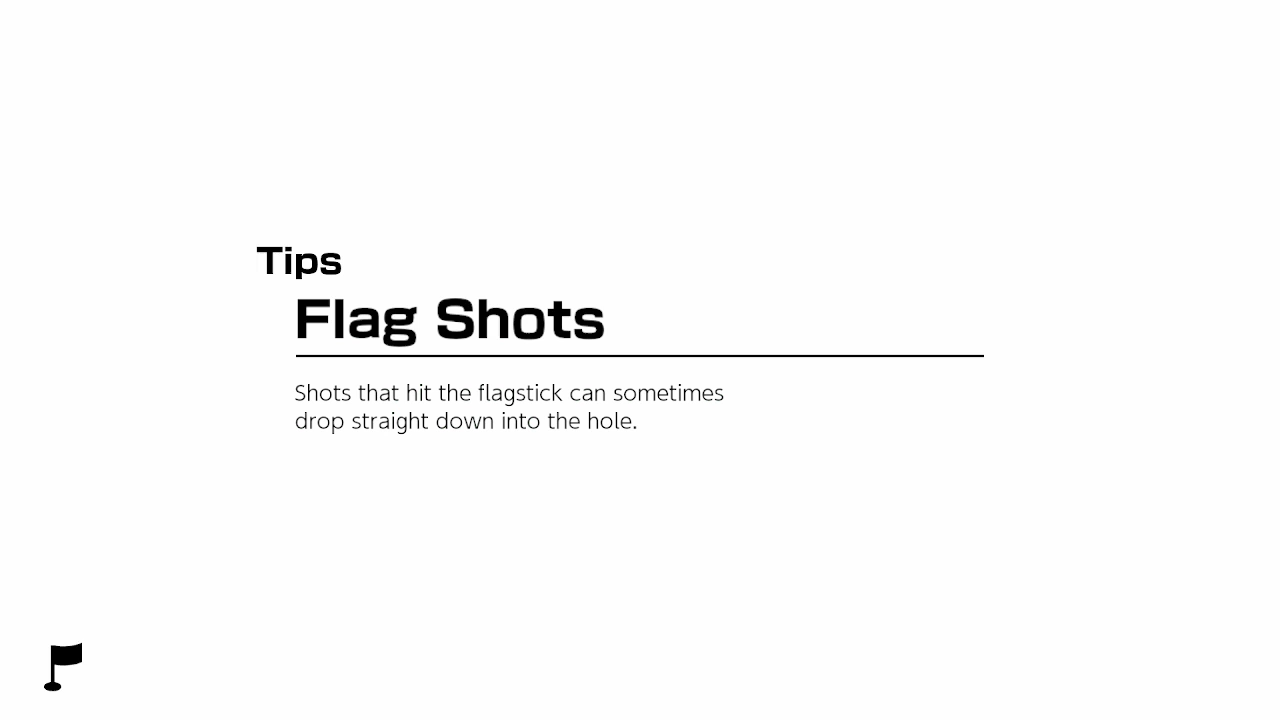 Tips
Flag Shots
Shots that hit the flagstick can sometimes
drop straight down into the hole.